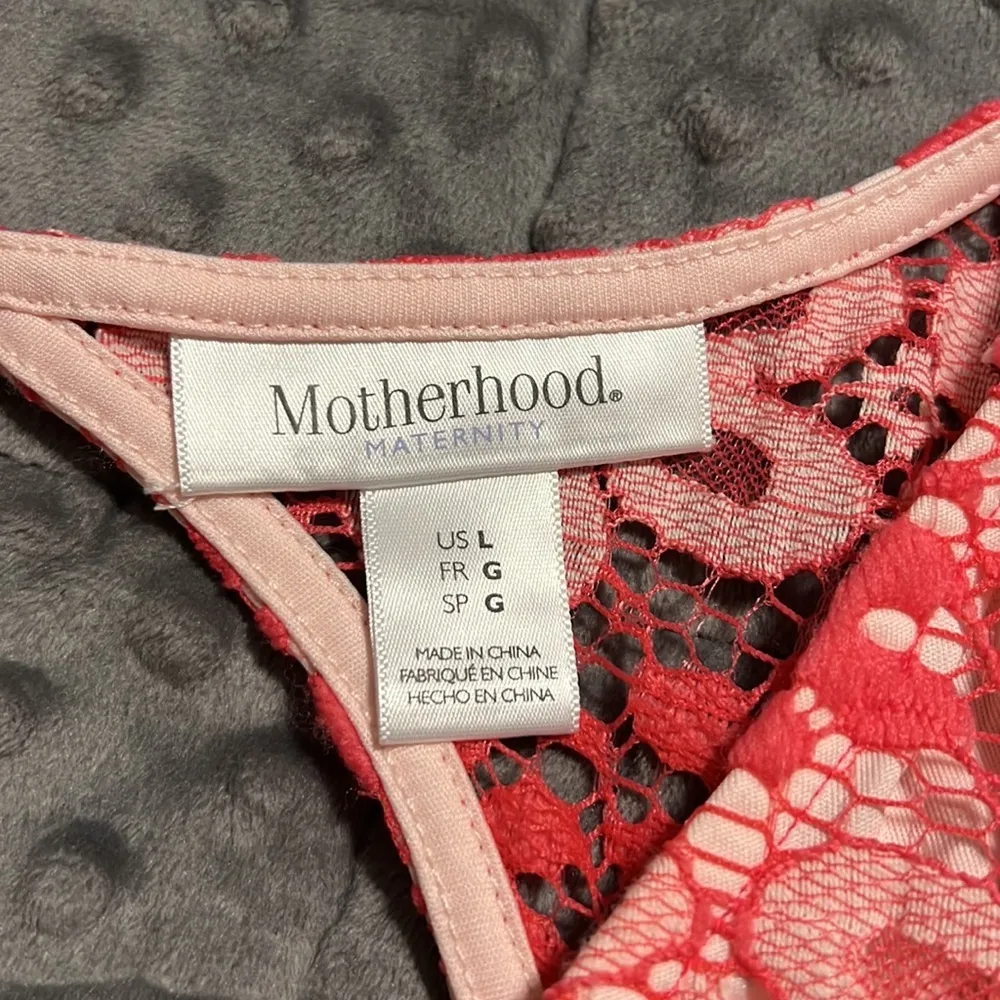 Motherhood®
MATERNITY
US L
FR G
SP G
MADE IN CHINA
FABRIQUÉ EN CHINE
HECHO EN CHINA